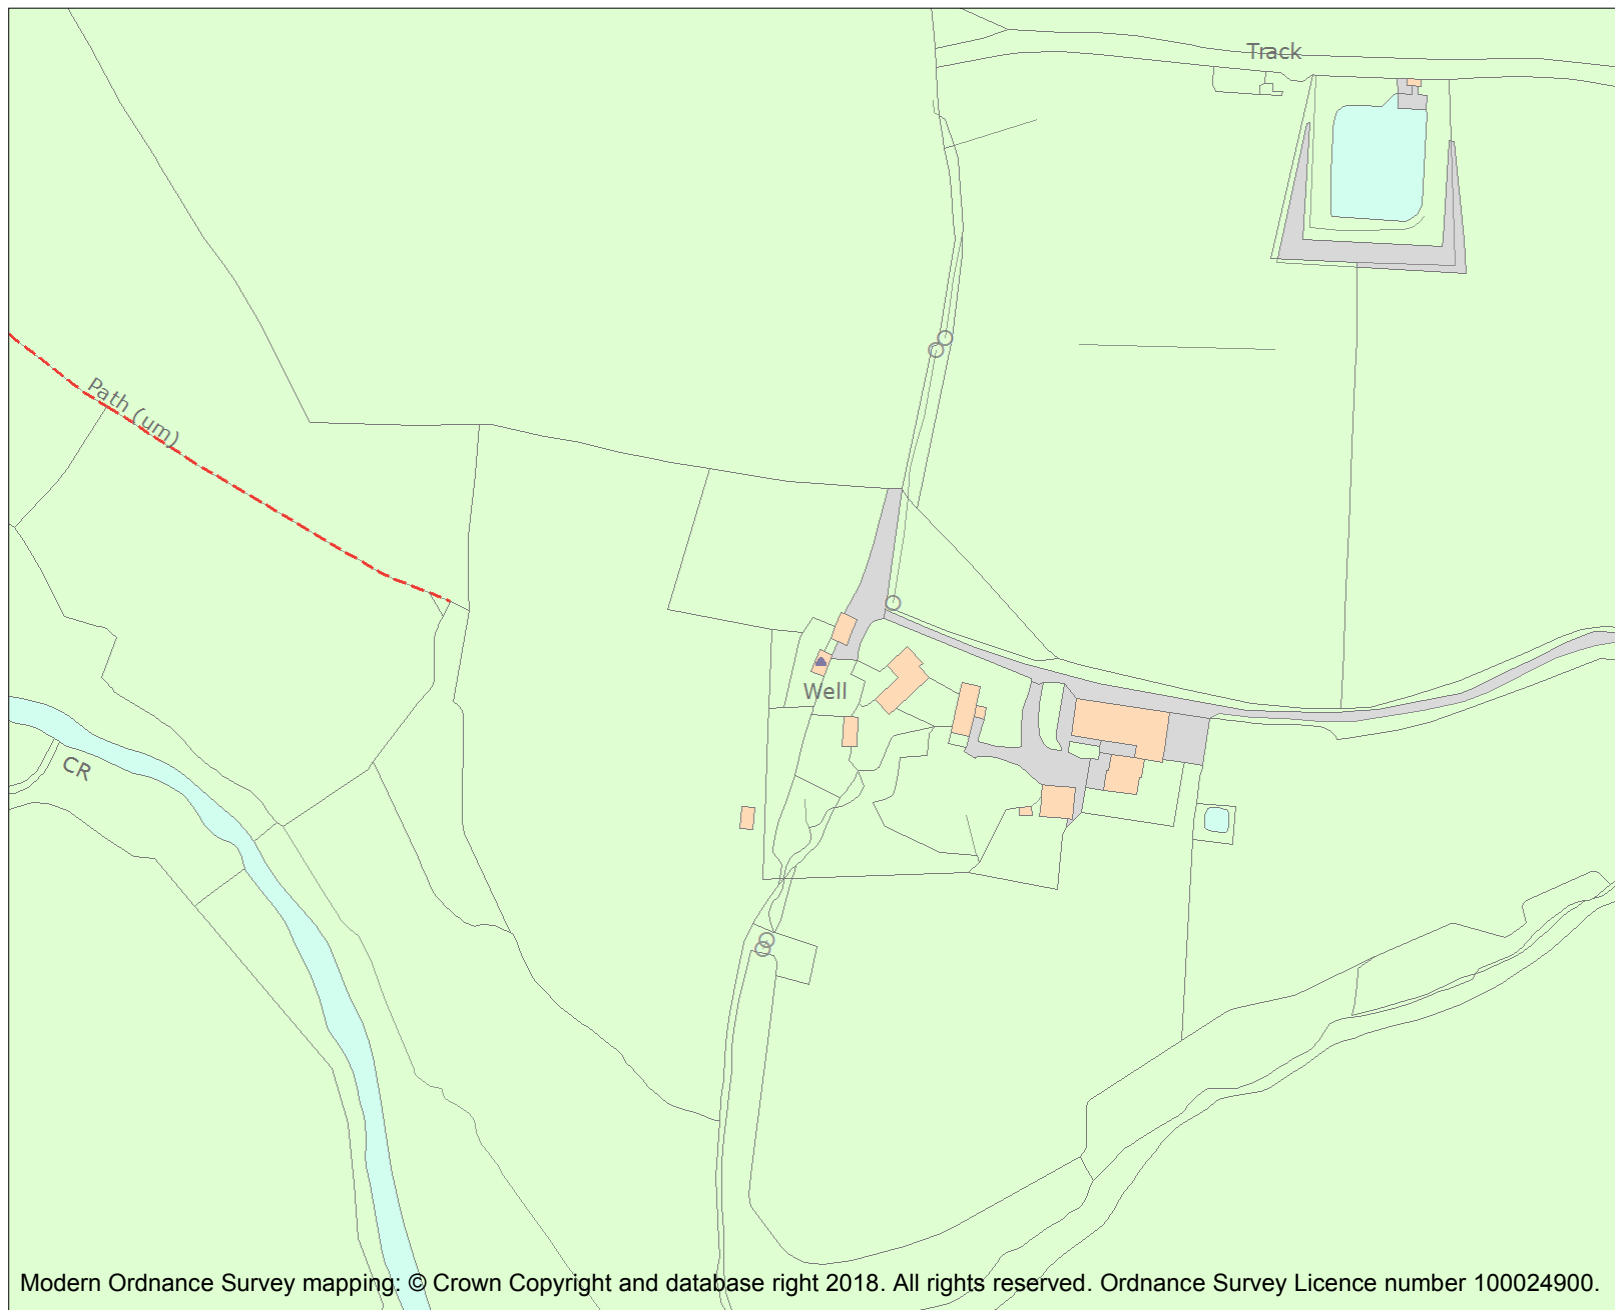 Track
Path (um)
Well
CR
Modern Ordnance Survey mapping: © Crown Copyright and database right 2018. All rights reserved. Ordnance Survey Licence number 100024900.